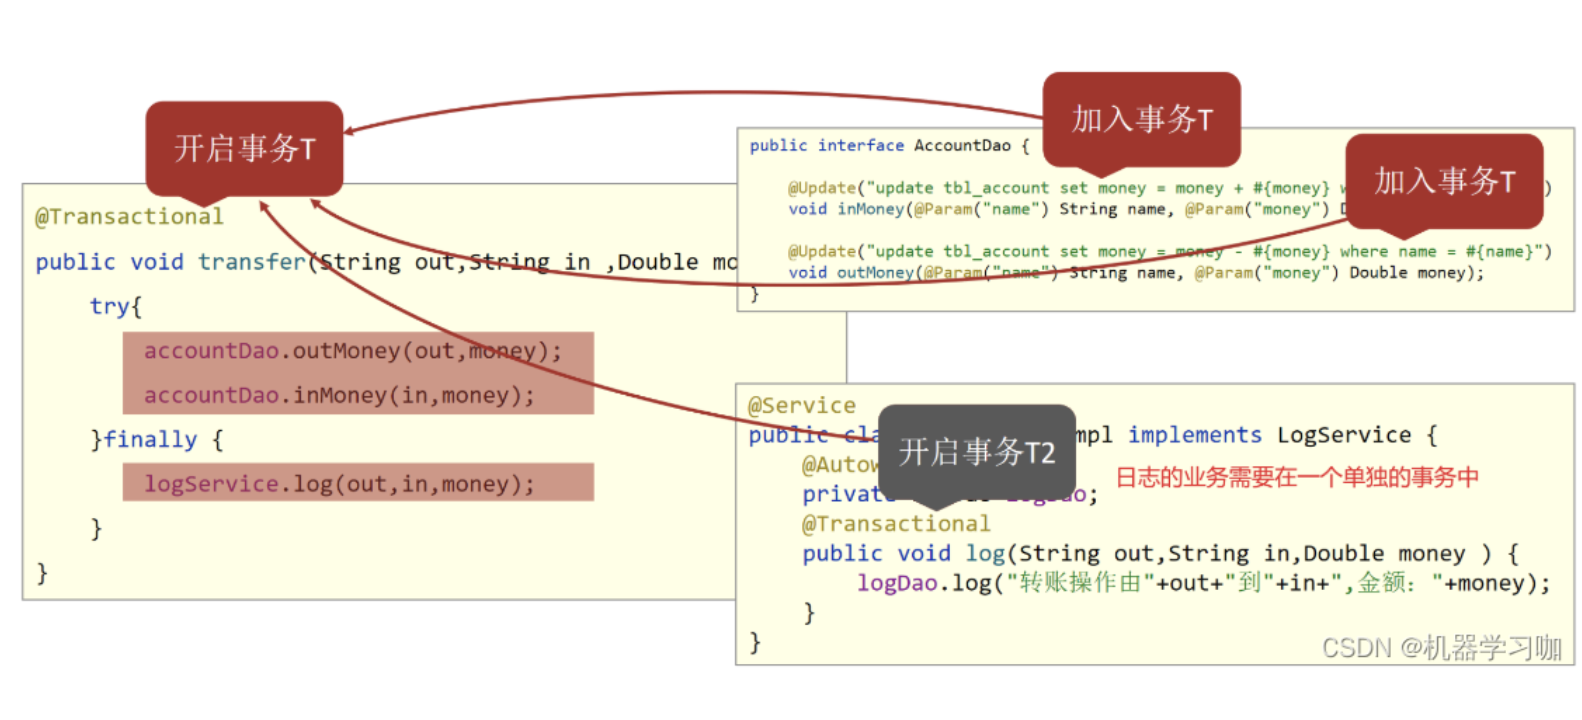 开启事务T
@Transactional
public void transfer(String out,String in ,Double mo
try{
accountDao.outMoney(out,money);
accountDao.inMoney(in,money);
}finally {
logService.log(out,in,money);
}
}
加入事务T
加入事务T
public interface AccountDao {
@Update("update tbl_account set money = money + #{money} w )
void inMoney(@Param("name") String name, @Param("money") D
@Update("update tbl_account set money = money - #{money} where name = #{name}")
void outMoney(@Param("name") String name, @Param("money") Double money);
}
开启事务T2
@Service
public cla mpl implements LogService {
@Autow
日志的业务需要在一个单独的事务中
private logDao;
@Transactional
public void log(String out,String in,Double money ) {
logDao.log("转账操作由"+out+"到"+in+",金额："+money);
}
}
CSDN @机器学习咖